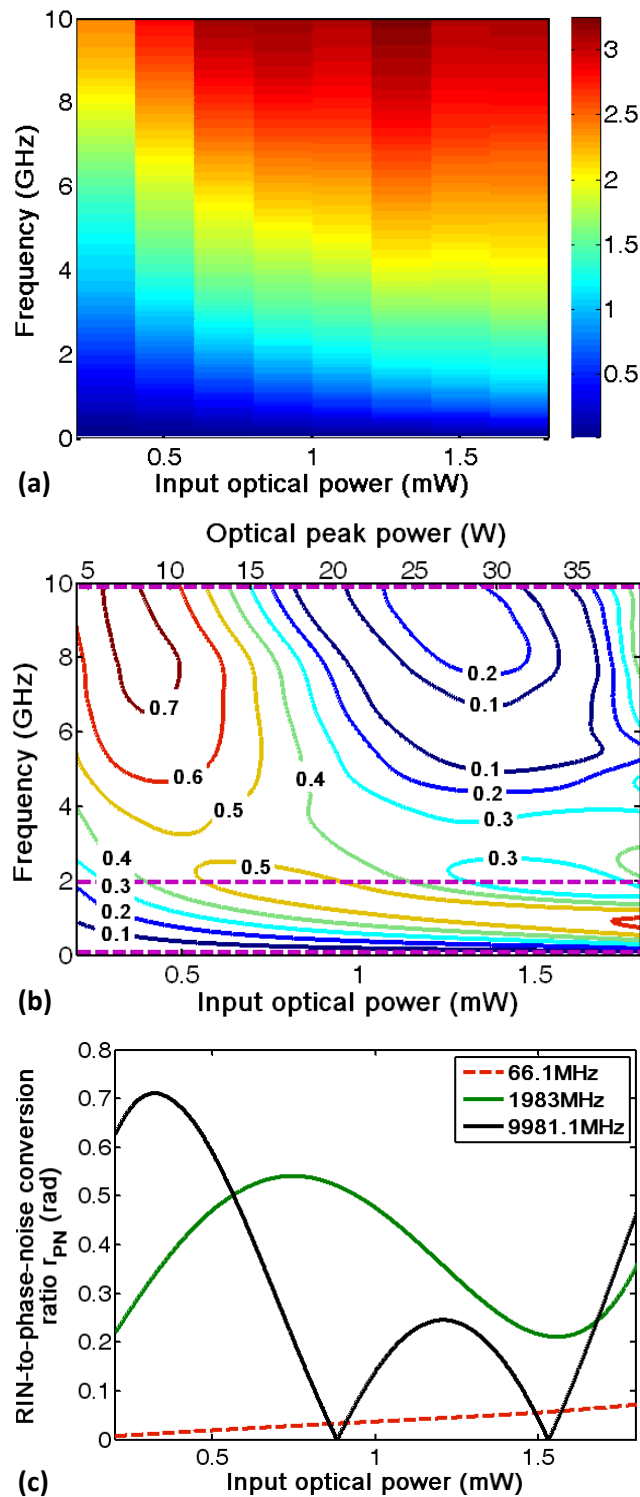 10
8
6
4
2
0
Frequency (GHz)
0.5 1 1.5
Input optical power (mW)
3
2.5
2
1.5
1
0.5
(a)
Optical peak power (W)
5 10 15 20 25 30 35
10
8
6
4
2
0
Frequency (GHz)
0.7
0.6
0.5
0.4
0.2
0.1
0.1
0.2
0.3
0.4
0.3
0.2
0.1
0.5
0.3
0.5 1 1.5
Input optical power (mW)
(b)
0.8
0.7
0.6
0.5
0.4
0.3
0.2
0.1
0
RIN-to-phase-noise conversion
ratio rPN (rad)
66.1MHz
1983MHz
9981.1MHz
0.5 1 1.5
Input optical power (mW)
(c)